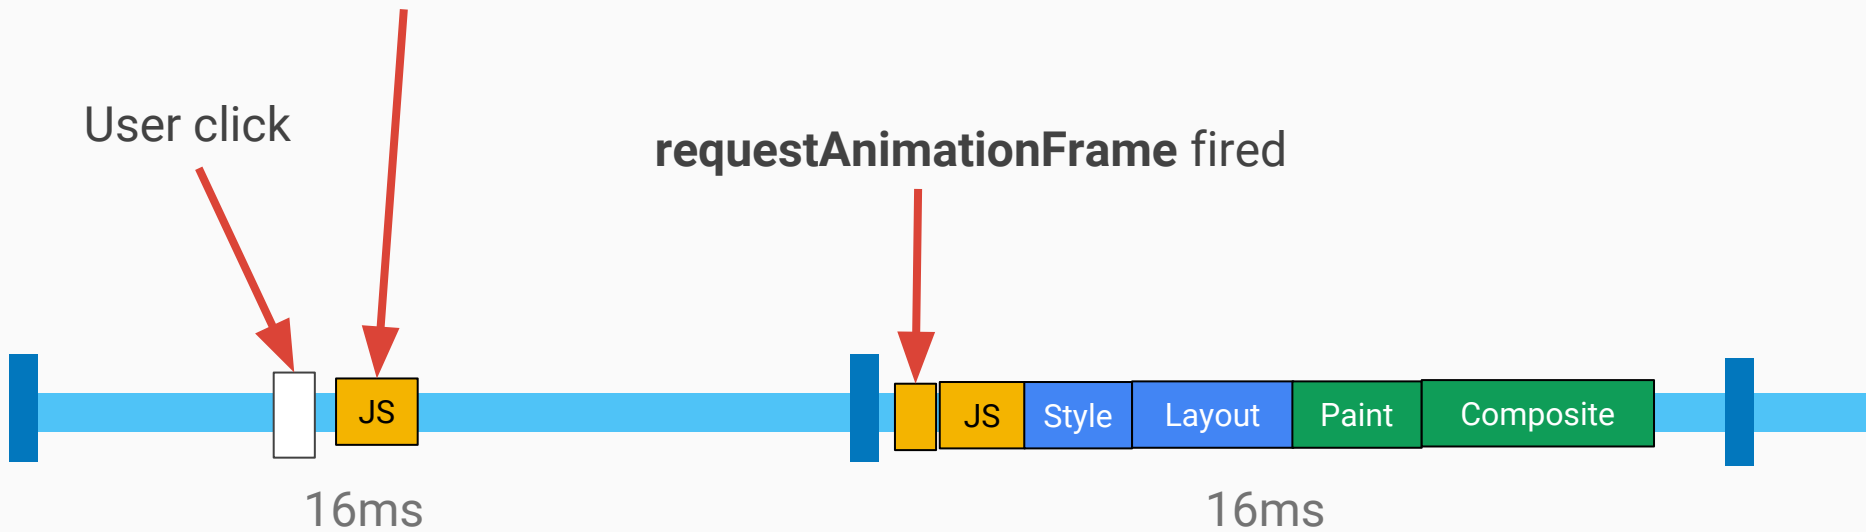 User click
requestAnimationFrame fired
JS
JS
Style
Layout
Paint
Composite
16ms
16ms